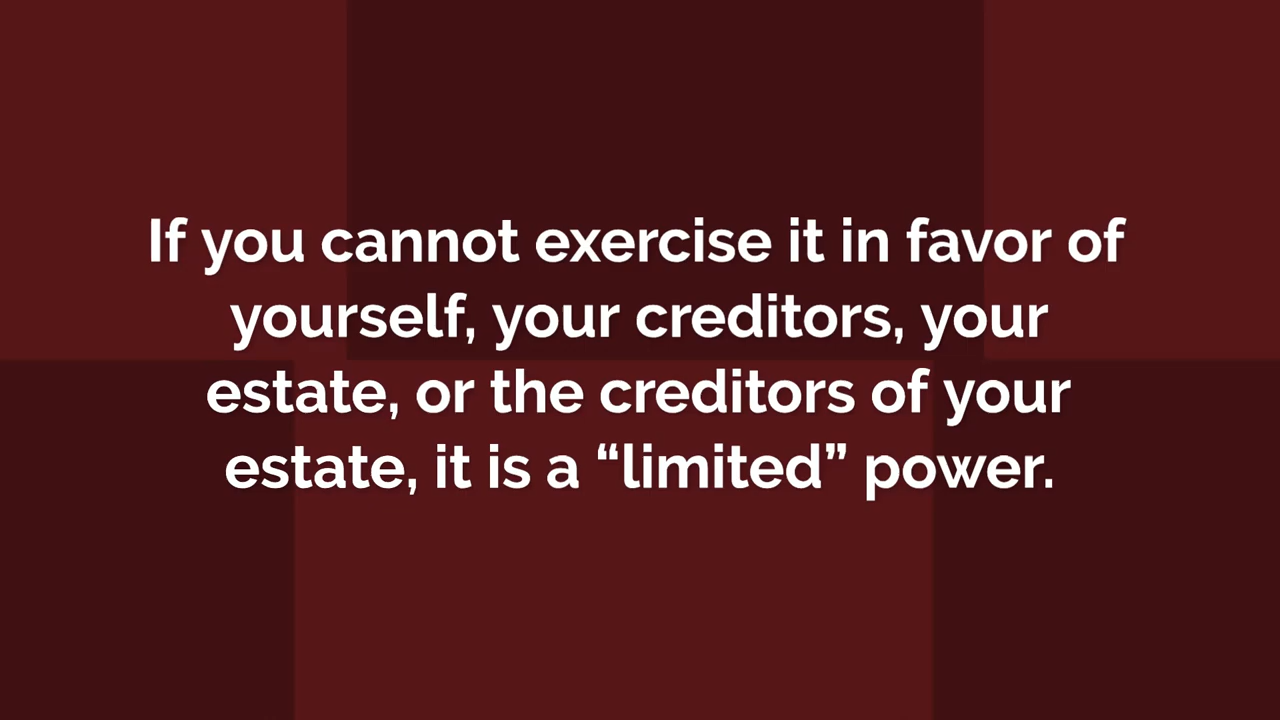 If you cannot exercise it in favor of
yourself, your creditors, your
estate, or the creditors of your
estate, it is a “limited” power.